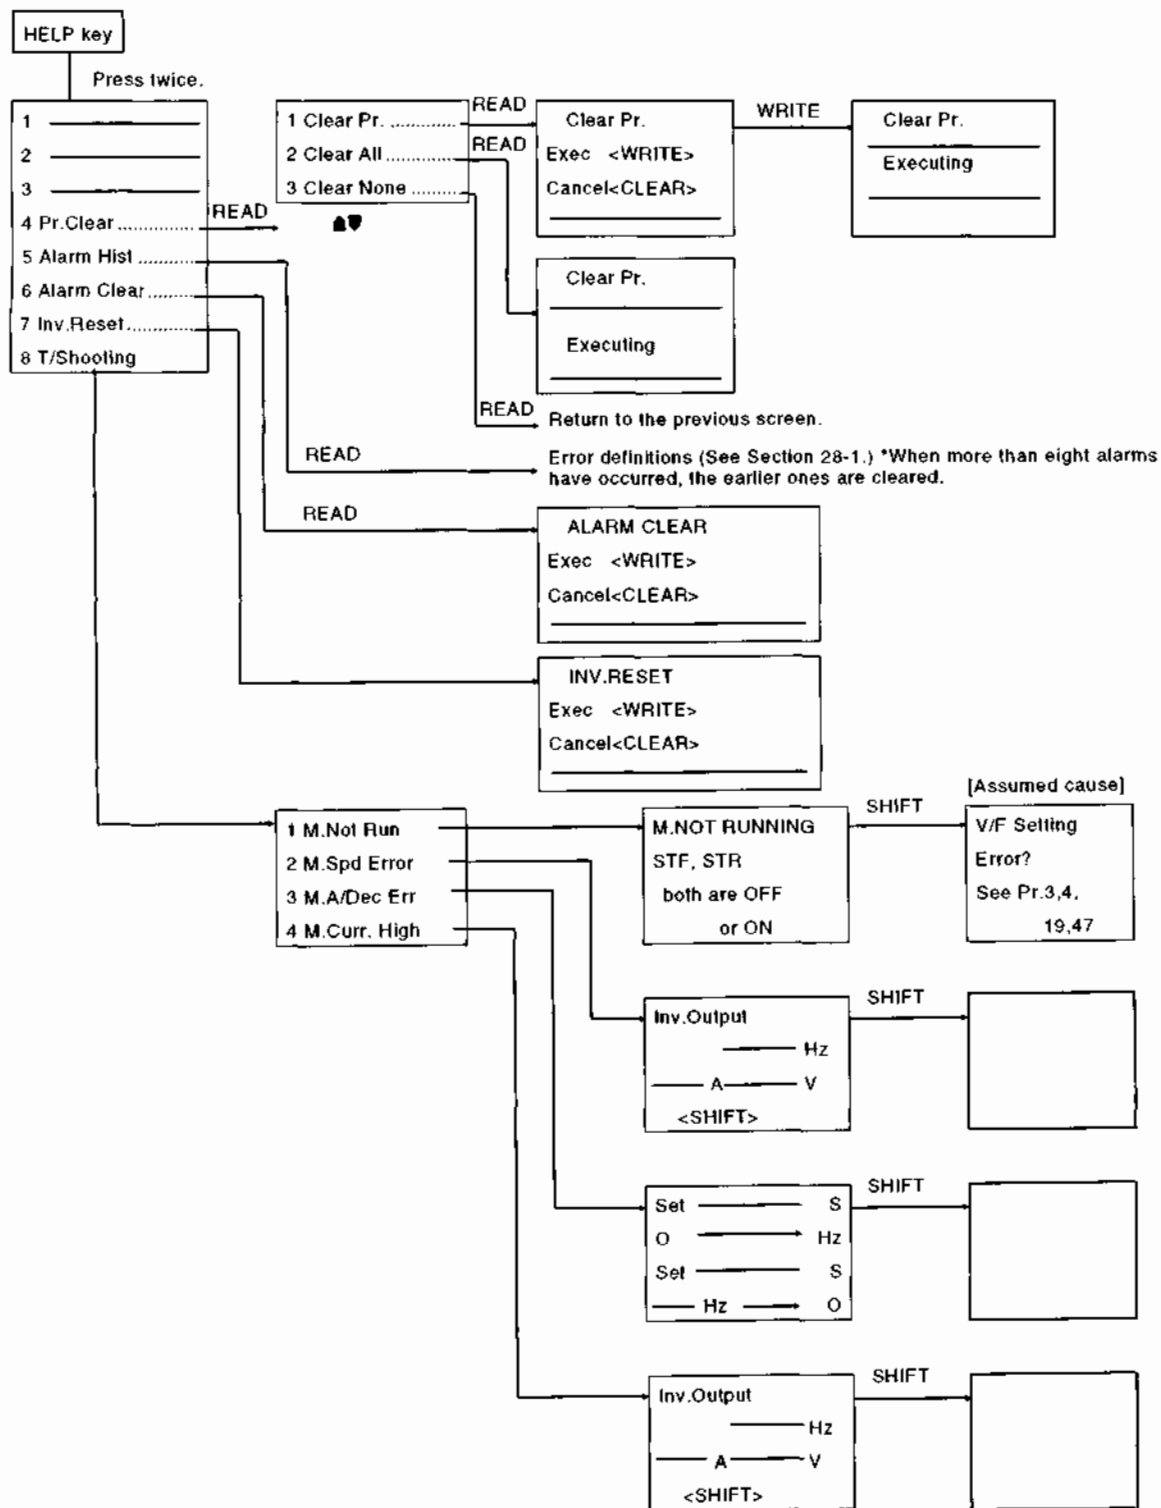 HELP key
Press twice.
1
2
3
4 Pr.Clear..............
5 Alarm Hist ..........
6 Alarm Clear........
7 Inv.Reset............
8 T/Shooting
READ
1 Clear Pr. ............
2 Clear All.............
3 Clear None .........
READ
READ
Clear Pr.
Exec <WRITE>
Cancel<CLEAR>
WRITE
Clear Pr.
Executing
Clear Pr.
Executing
READ
Return to the previous screen.
READ
Error definitions (See Section 28-1.) *When more than eight alarms
have occurred, the earlier ones are cleared.
READ
ALARM CLEAR
Exec <WRITE>
Cancel<CLEAR>
INV.RESET
Exec <WRITE>
Cancel<CLEAR>
1 M.Not Run
2 M.Spd Error
3 M.A/Dec Err
4 M.Curr. High
M.NOT RUNNING
STF, STR
both are OFF
or ON
SHIFT
[Assumed cause]
V/F Setting
Error?
See Pr.3,4,
19,47
Inv.Output
Hz
A V
<SHIFT>
SHIFT
Set S
O Hz
Set S
Hz O
SHIFT
Inv.Output
Hz
A V
<SHIFT>
SHIFT